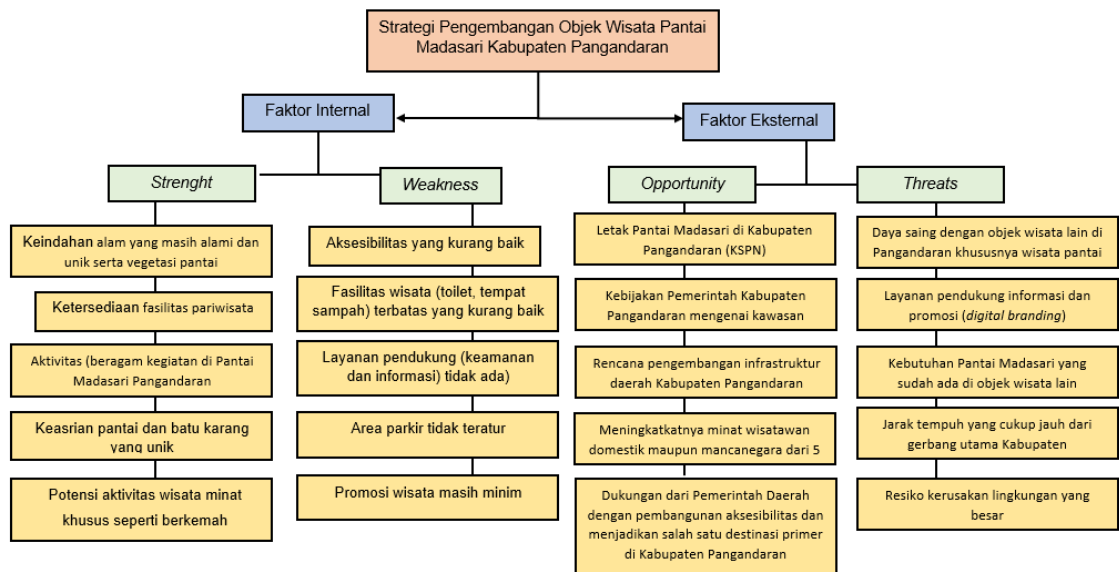 Strategi Pengembangan Objek Wisata Pantai
Madasari Kabupaten Pangandaran
Faktor Internal
Faktor Eksternal
Strenght
Weakness
Opportunity
Threats
Keindahan alam yang masih alami dan
unik serta vegetasi pantai
Ketersediaan fasilitas pariwisata
Aktivitas (beragam kegiatan di Pantai
Madasari Pangandaran
Keasrian pantai dan batu karang
yang unik
Potensi aktivitas wisata minat
khusus seperti berkemah
Aksesibilitas yang kurang baik
Fasilitas wisata (toilet, tempat
sampah) terbatas yang kurang baik
Layanan pendukung (keamanan
dan informasi) tidak ada)
Area parkir tidak teratur
Promosi wisata masih minim
Letak Pantai Madasari di Kabupaten
Pangandaran (KSPN)
Kebijakan Pemerintah Kabupaten
Pangandaran mengenai kawasan
Rencana pengembangan infrastruktur
daerah Kabupaten Pangandaran
Meningkatkatnya minat wisatawan
domestik maupun mancanegara dari 5
Dukungan dari Pemerintah Daerah
dengan pembangunan aksesibilitas dan
menjadikan salah satu destinasi primer
di Kabupaten Pangandaran
Daya saing dengan objek wisata lain di
Pangandaran khususnya wisata pantai
Layanan pendukung informasi dan
promosi (digital branding)
Kebutuhan Pantai Madasari yang
sudah ada di objek wisata lain
Jarak tempuh yang cukup jauh dari
gerbang utama Kabupaten
Resiko kerusakan lingkungan yang
besar